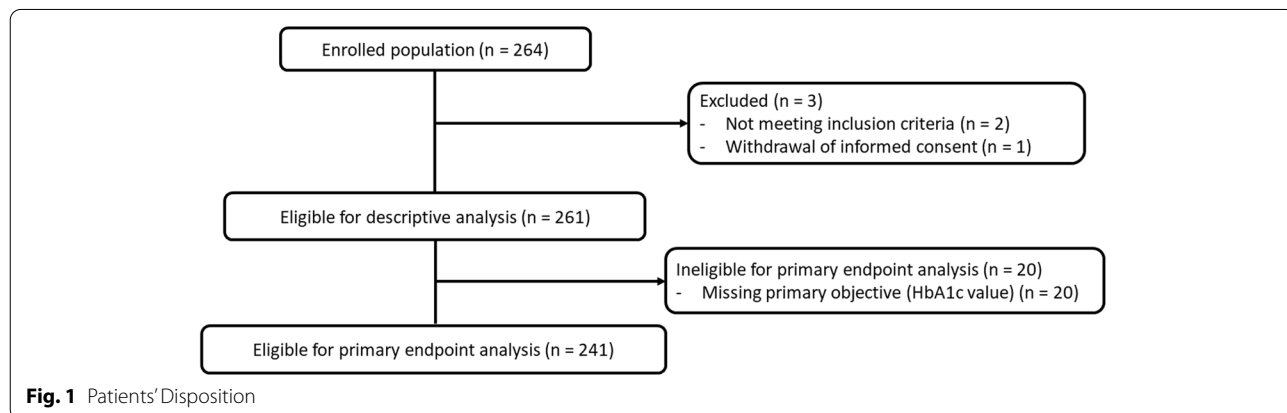 Enrolled population (n = 264)
Excluded (n = 3)
- Not meeting inclusion criteria (n = 2)
- Withdrawal of informed consent (n = 1)
Eligible for descriptive analysis (n = 261)
Ineligible for primary endpoint analysis (n = 20)
- Missing primary objective (HbA1c value) (n = 20)
Eligible for primary endpoint analysis (n = 241)
Fig. 1 Patients’ Disposition